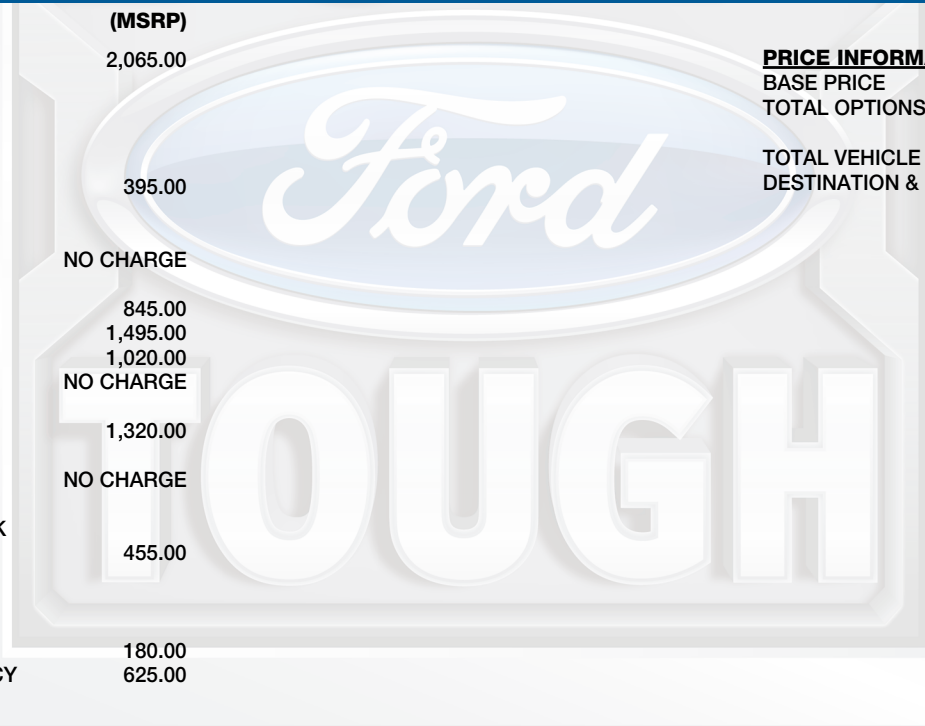 (MSRP)
2,065.00
395.00
NO CHARGE
845.00
1,495.00
1,020.00
NO CHARGE
1,320.00
NO CHARGE
K
455.00
180.00
CY 625.00
PRICE INFORMA
BASE PRICE
TOTAL OPTIONS
TOTAL VEHICLE
DESTINATION &
Ford
TOUGH